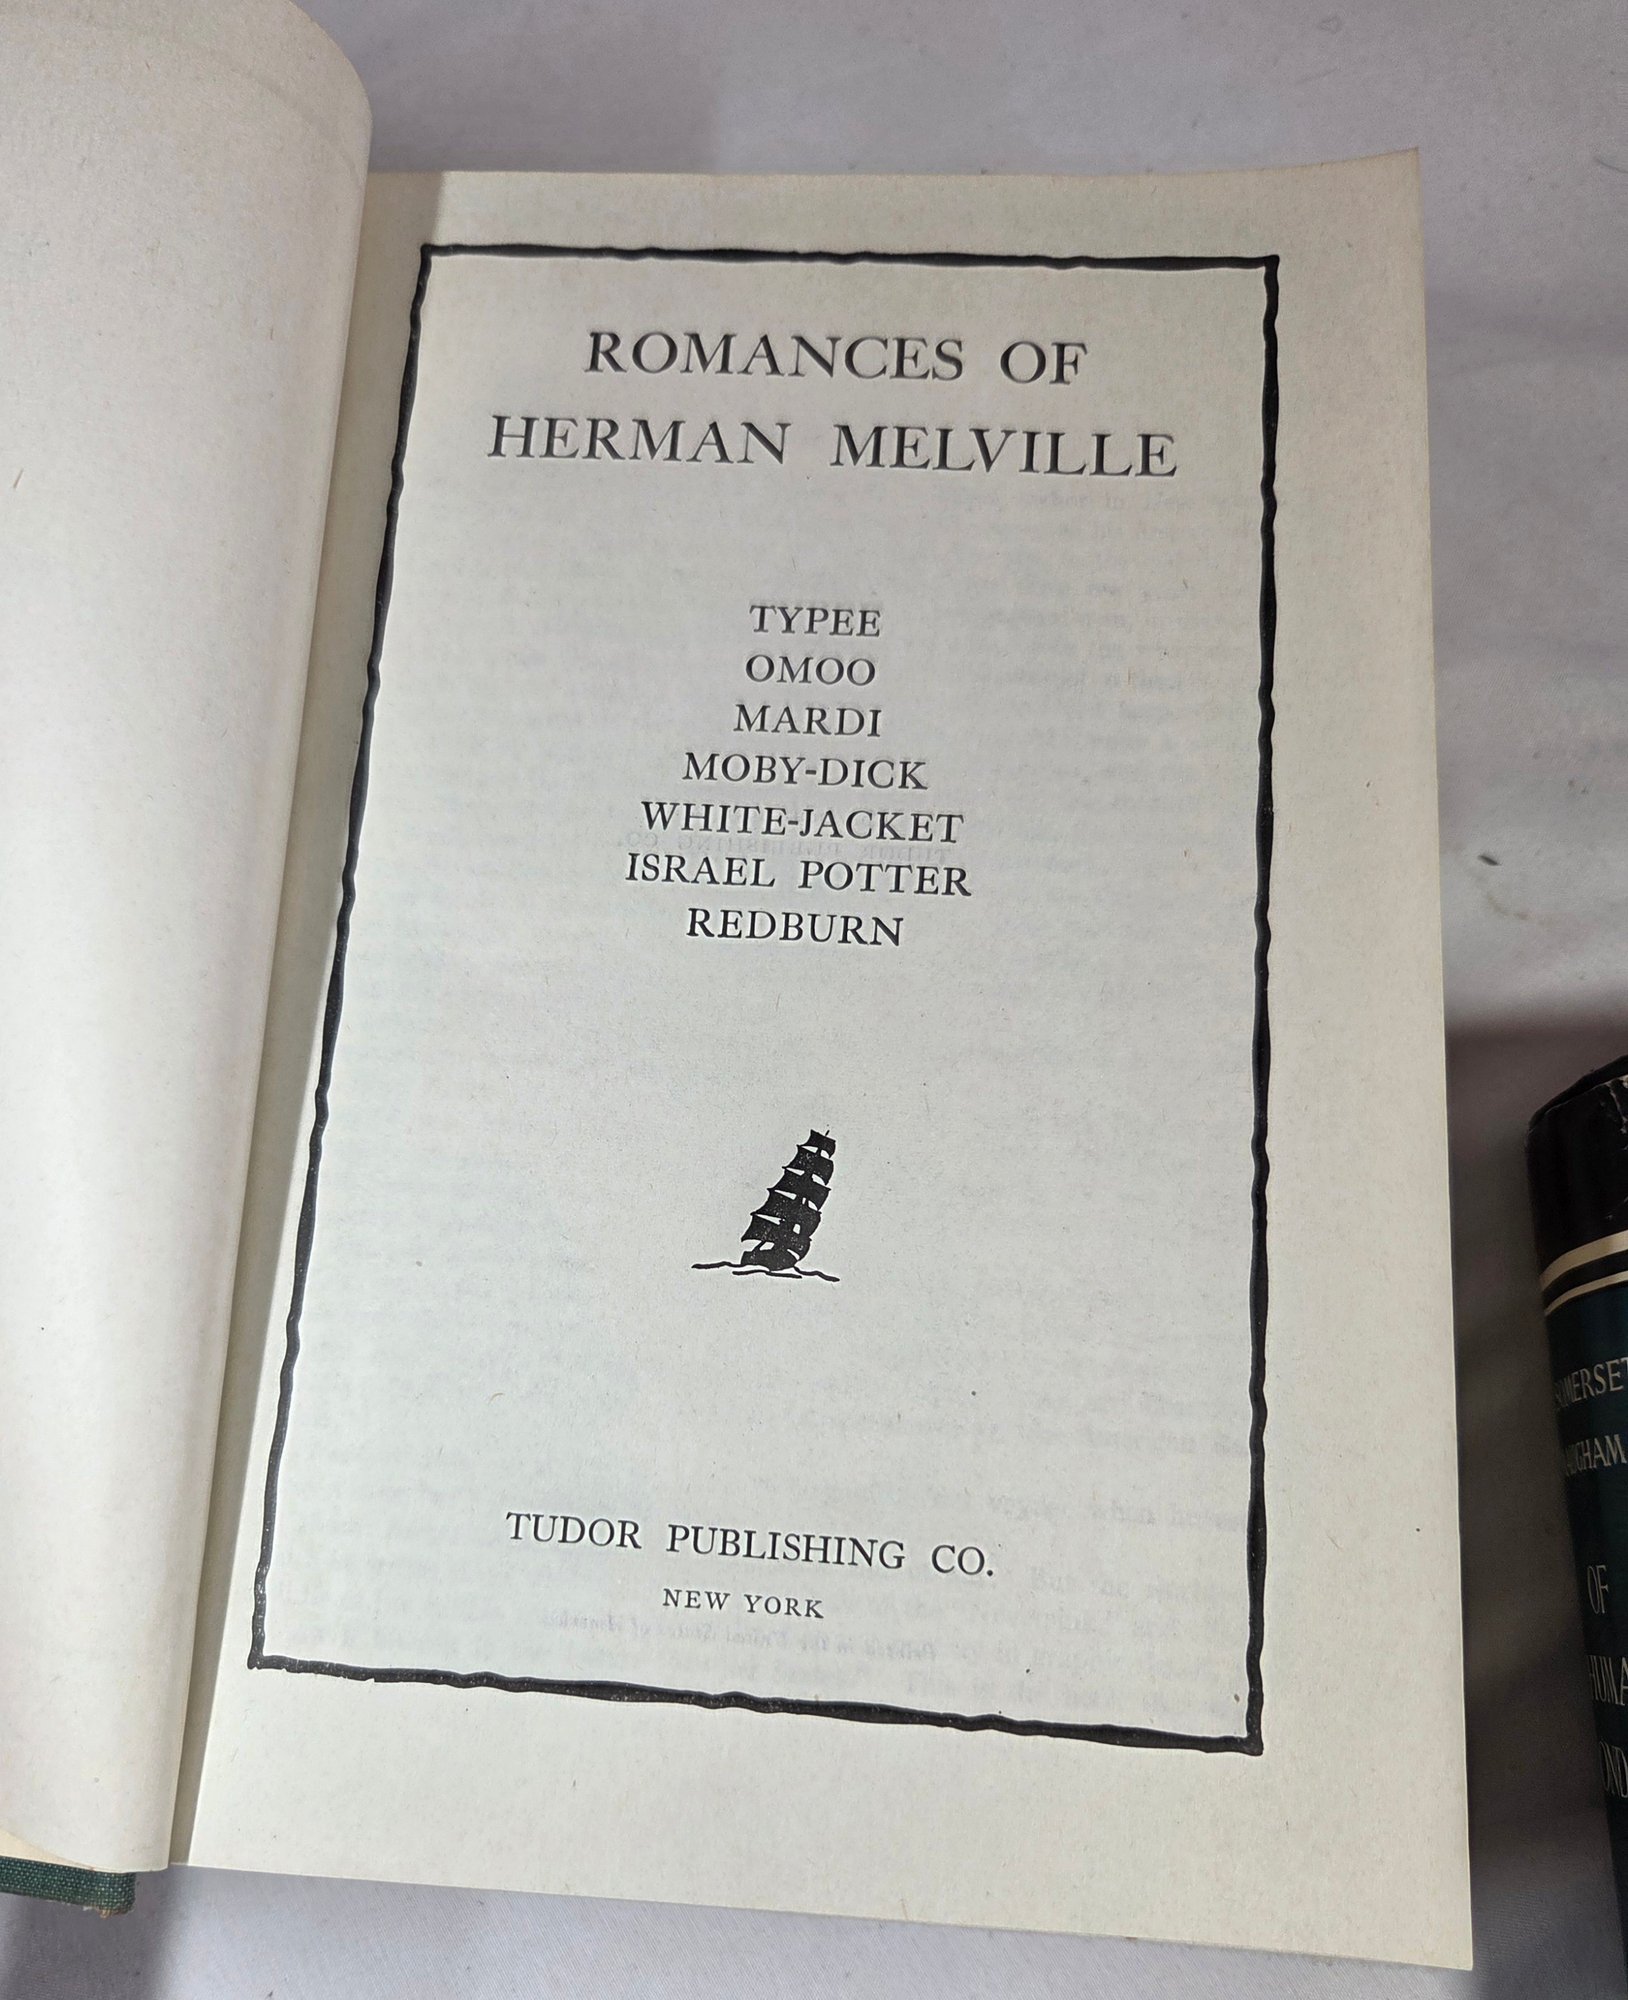 ROMANCES OF
HERMAN MELVILLE
TYPEE
OMOO
MARDI
MOBY-DICK
WHITE-JACKET
ISRAEL POTTER
REDBURN
TUDOR PUBLISHING CO.
NEW YORK
OF